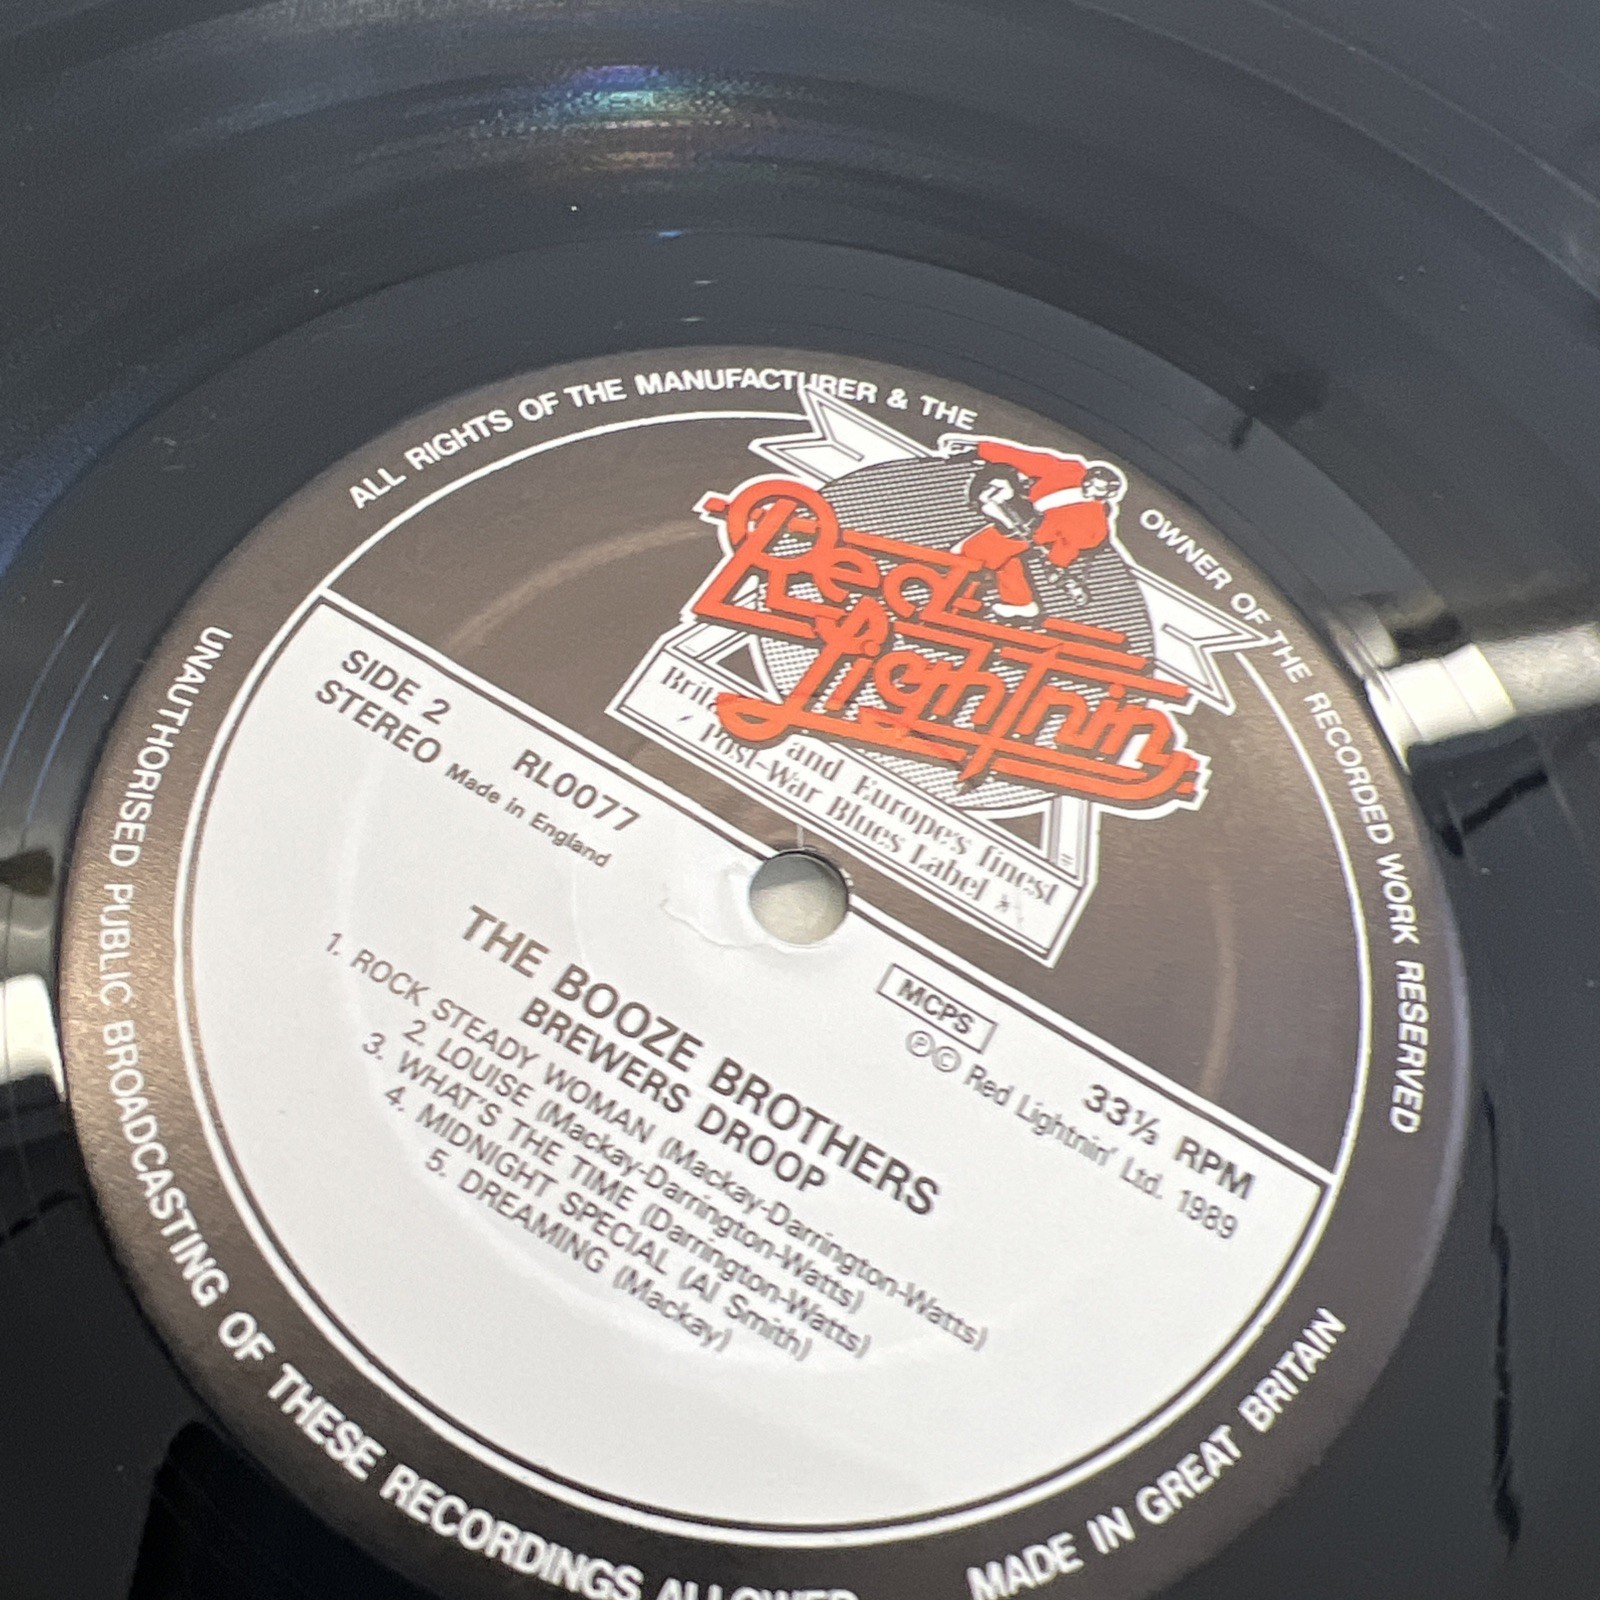 ALL RIGHTS OF THE MANUFACTURER & THE OWNER OF THE RECORDED WORK RESERVED
Red
Lightnin'
and Europe's finest
Post-War Blues Label
SIDE 2
RL0077
STEREO Made in England
MCPS
33⅓ RPM
℗© Red Lightnin' Ltd. 1989
THE BOOZE BROTHERS
BREWERS DROOP
1. ROCK STEADY WOMAN (Mackay-Darrington-Watts)
2. LOUISE (Mackay-Darrington-Watts)
3. WHAT'S THE TIME (Darrington-Watts)
4. MIDNIGHT SPECIAL (Al Smith)
5. DREAMING (Mackay)
UNAUTHORISED PUBLIC BROADCASTING OF THESE RECORDINGS ALLOWED
MADE IN GREAT BRITAIN